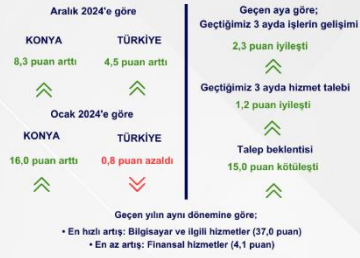 Aralık 2024'e göre
KONYA TÜRKİYE
8,3 puan arttı 4,5 puan arttı
Ocak 2024'e göre
KONYA TÜRKİYE
16,0 puan arttı 0,8 puan azaldı
Geçen aya göre;
Geçtiğimiz 3 ayda işlerin gelişimi
2,3 puan iyileşti
Geçtiğimiz 3 ayda hizmet talebi
1,2 puan iyileşti
Talep beklentisi
15,0 puan kötüleşti
Geçen yılın aynı dönemine göre;
• En hızlı artış: Bilgisayar ve ilgili hizmetler (37,0 puan)
• En az artış: Finansal hizmetler (4,1 puan)